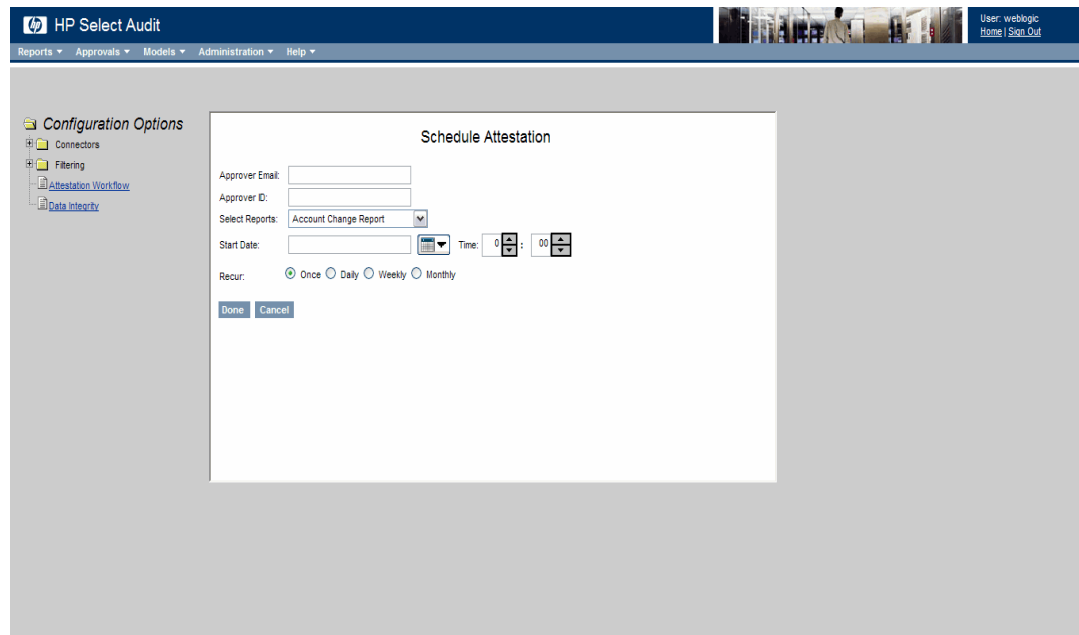 HP Select Audit
User: weblogic
Home | Sign Out
Reports Approvals Models Administration Help
Configuration Options
Connectors
Filtering
Attestation Workflow
Data Integrity
Schedule Attestation
Approver Email:
Approver ID:
Select Reports: Account Change Report
Start Date: Time: 0 : 00
Recur: Once Daily Weekly Monthly
Done Cancel